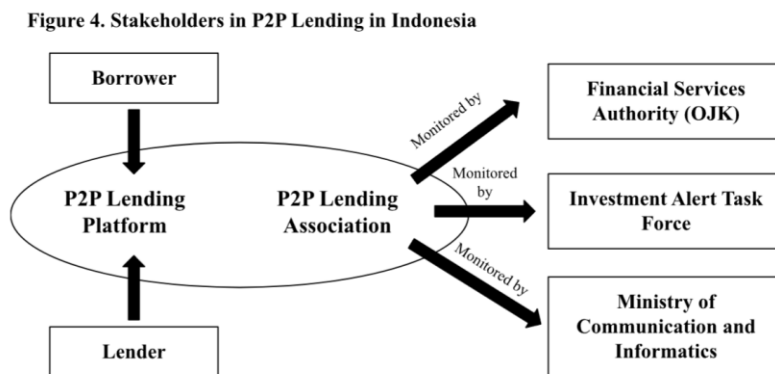 Figure 4. Stakeholders in P2P Lending in Indonesia
Borrower
P2P Lending
Platform
Lender
P2P Lending
Association
Monitored by
Financial Services
Authority (OJK)
Monitored
by
Investment Alert Task
Force
Monitored by
Ministry of
Communication and
Informatics